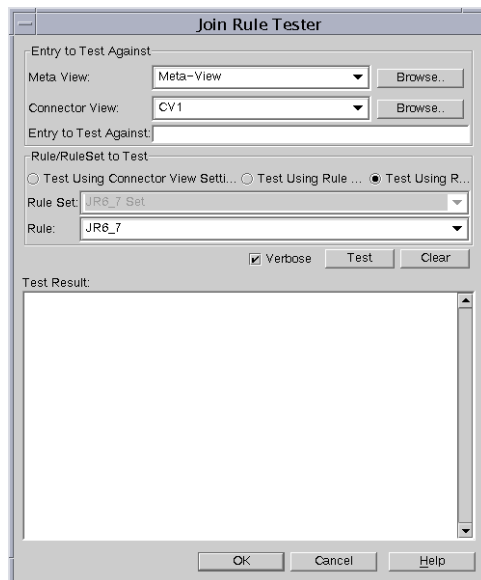 Join Rule Tester
Entry to Test Against
Meta View: Meta-View Browse..
Connector View: CV1 Browse..
Entry to Test Against:
Rule/RuleSet to Test
Test Using Connector View Setti... Test Using Rule ... Test Using R...
Rule Set: JR6_7 Set
Rule: JR6_7
Verbose Test Clear
Test Result:
OK Cancel Help